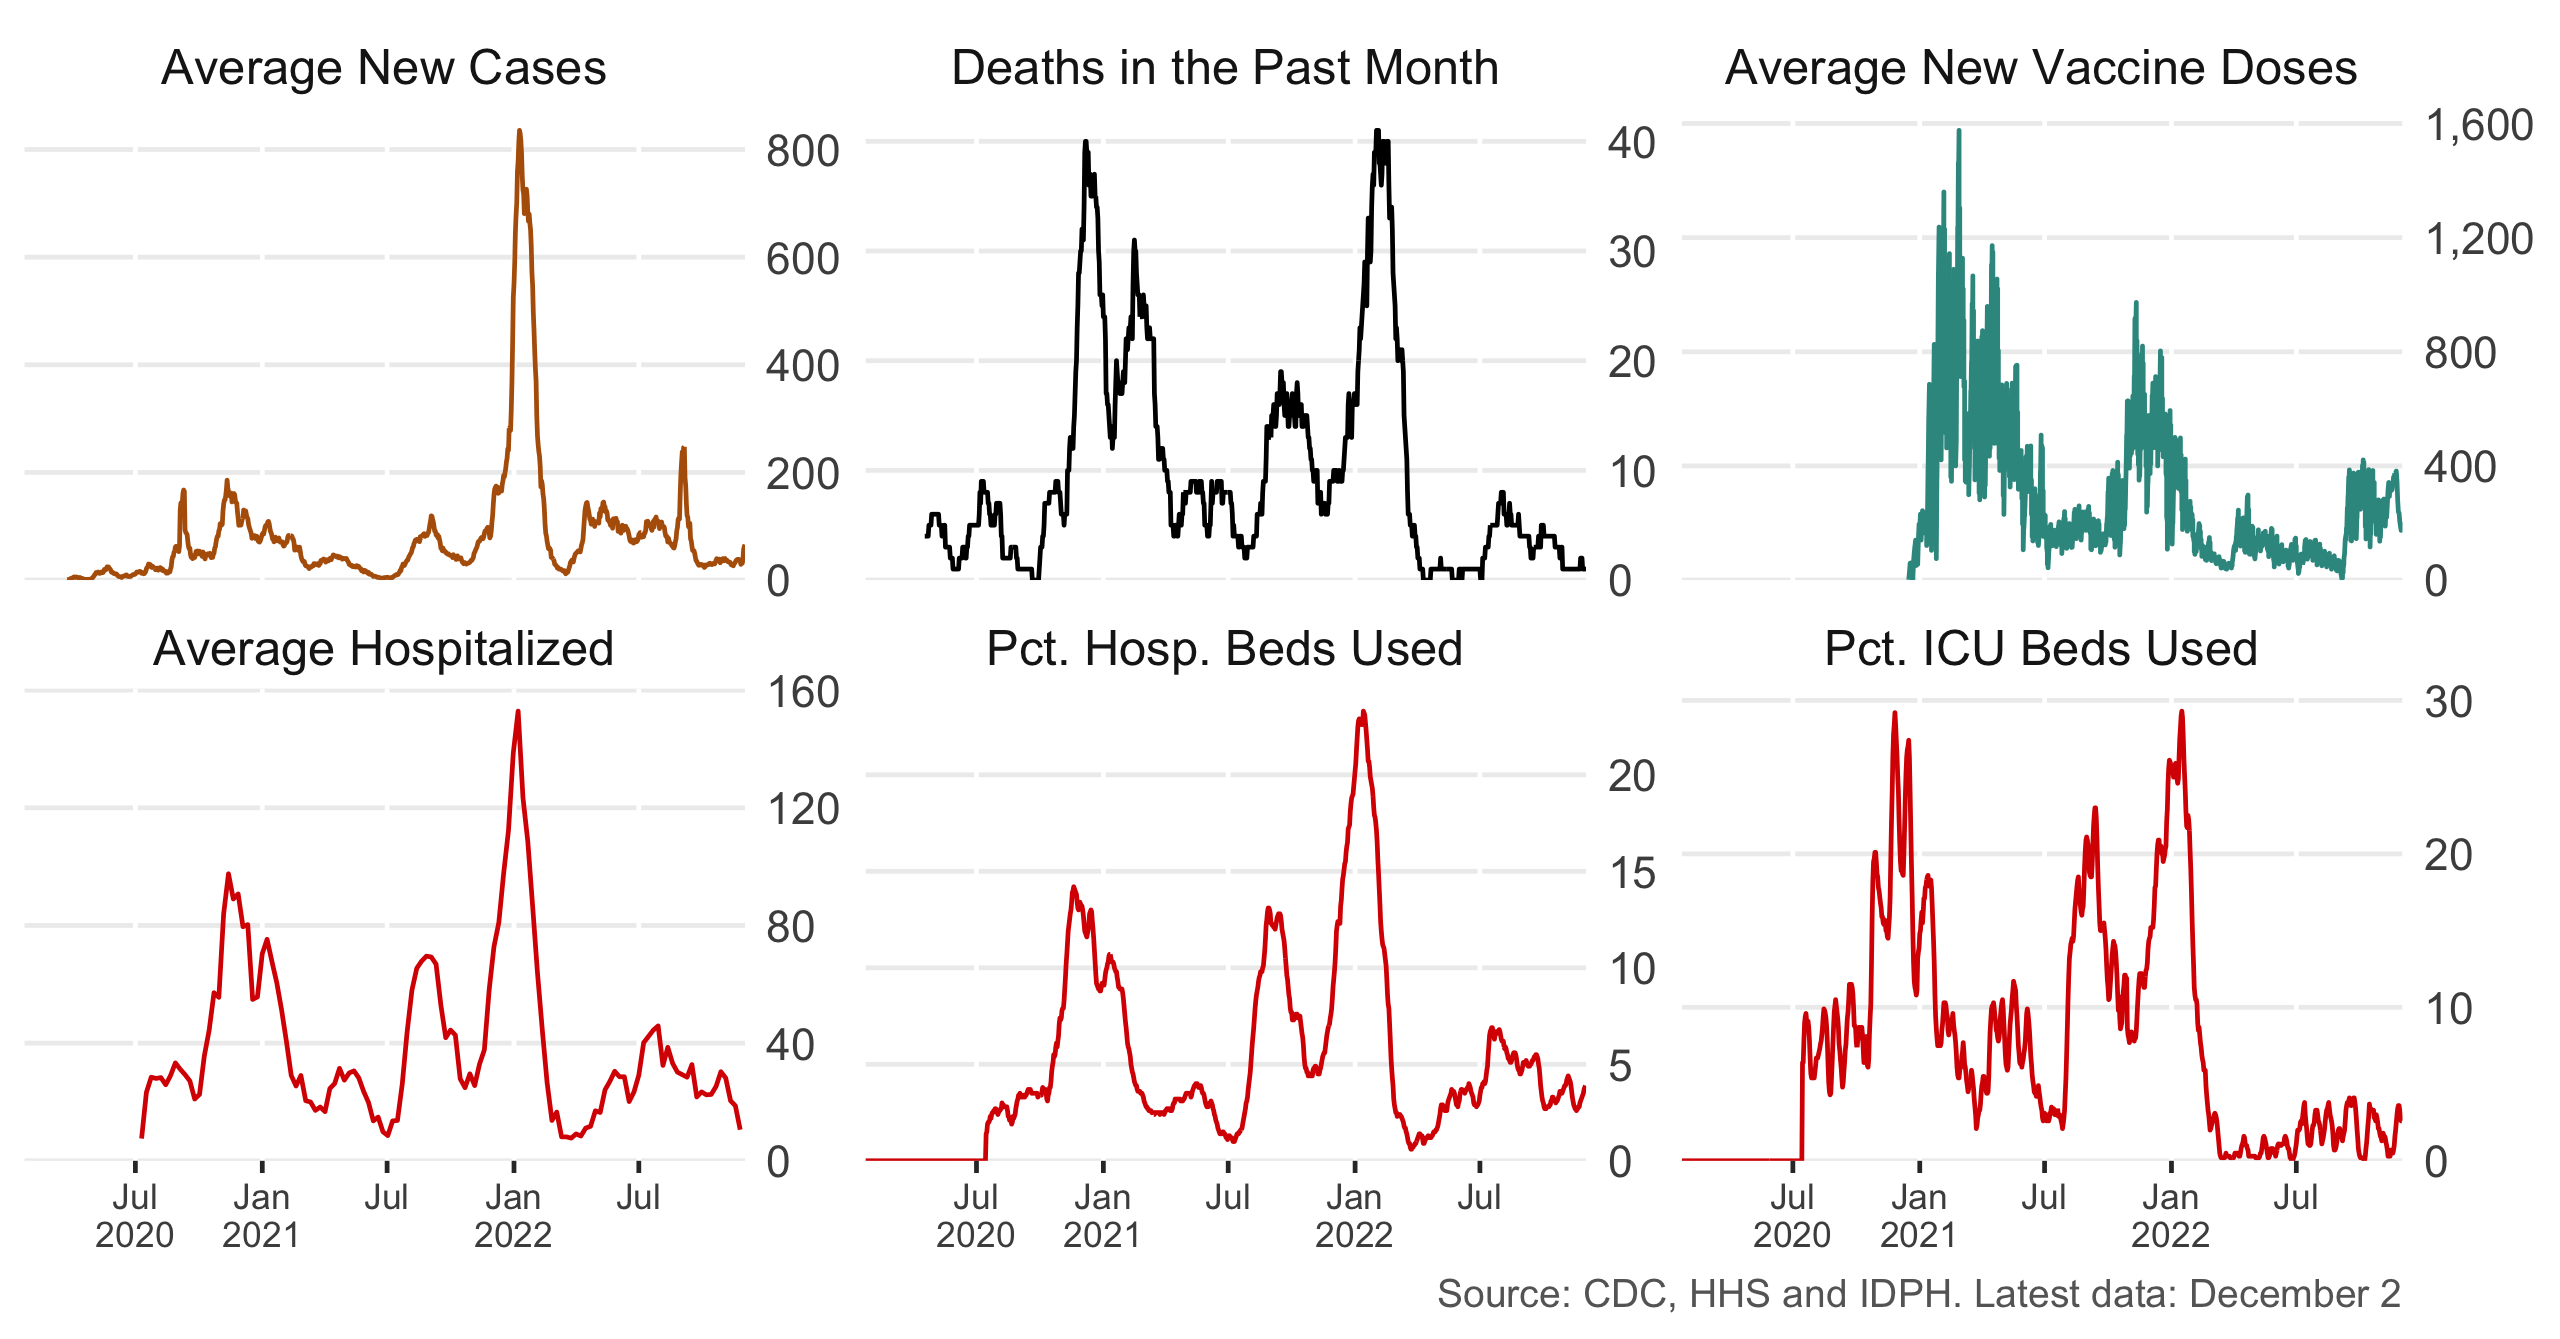 Average New Cases
800
600
400
200
0
Deaths in the Past Month
40
30
20
10
0
Average New Vaccine Doses
1,600
1,200
800
400
0
Average Hospitalized
160
120
80
40
0
Jul Jan Jul Jan Jul
2020 2021 2022
Pct. Hosp. Beds Used
20
15
10
5
0
Jul Jan Jul Jan Jul
2020 2021 2022
Pct. ICU Beds Used
30
20
10
0
Jul Jan Jul Jan Jul
2020 2021 2022
Source: CDC, HHS and IDPH. Latest data: December 2